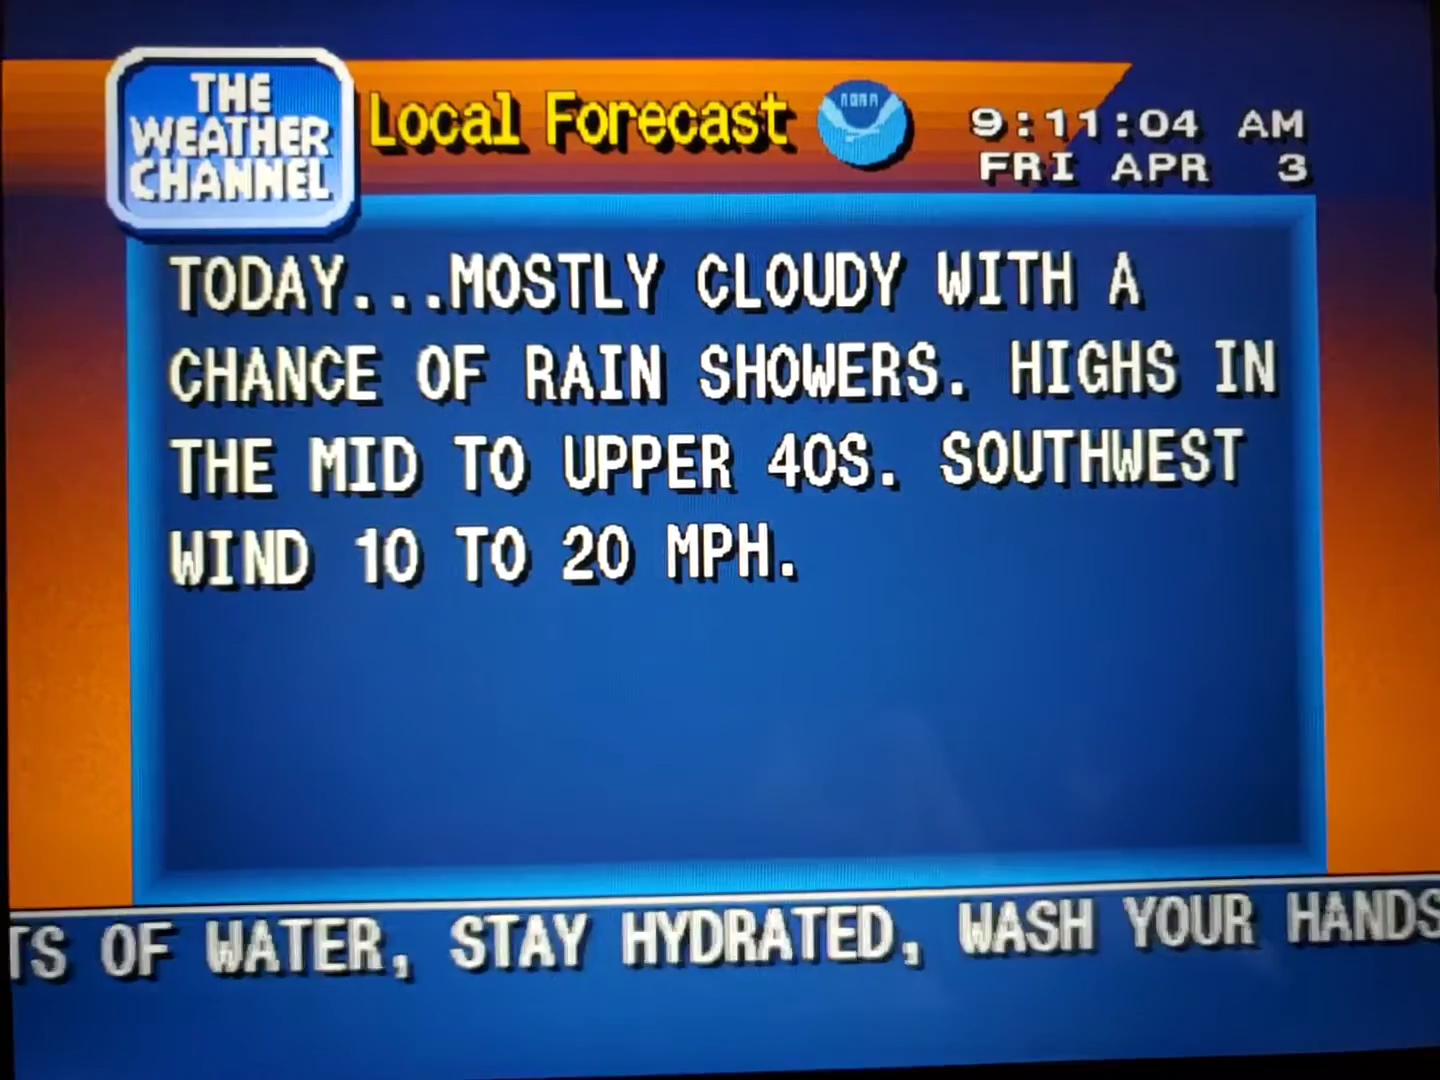 THE
WEATHER
CHANNEL
Local Forecast
NOAA
9:11:04 AM
FRI APR 3
TODAY...MOSTLY CLOUDY WITH A
CHANCE OF RAIN SHOWERS. HIGHS IN
THE MID TO UPPER 40S. SOUTHWEST
WIND 10 TO 20 MPH.
TS OF WATER, STAY HYDRATED, WASH YOUR HANDS